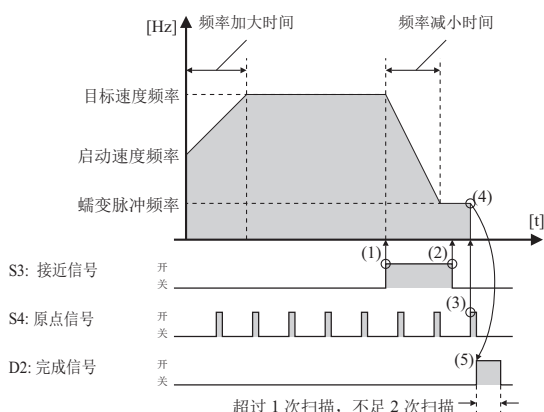 [Hz]
频率加大时间
频率减小时间
目标速度频率
启动速度频率
蠕变脉冲频率
(4)
[t]
(1)
(2)
S3: 接近信号
开
关
(3)
S4: 原点信号
开
关
D2: 完成信号
开
关
(5)
超过 1 次扫描，不足 2 次扫描